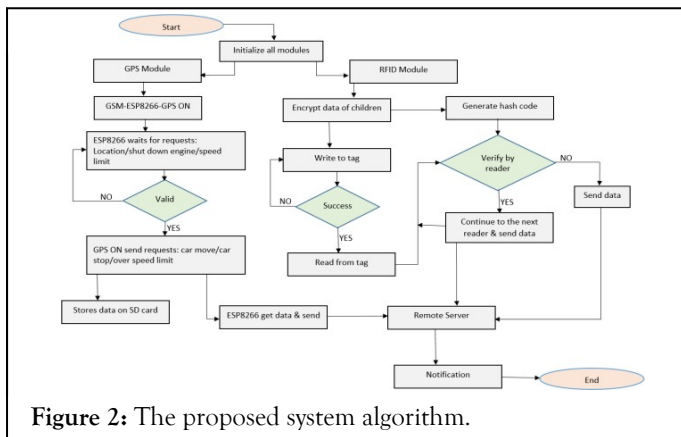 Start
Initialize all modules
GPS Module
RFID Module
GSM-ESP8266-GPS ON
Encrypt data of children
Generate hash code
ESP8266 waits for requests:
Location/shut down engine/speed
limit
Write to tag
Verify by
reader
NO
Send data
NO
Valid
NO
Success
YES
YES
YES
Continue to the next
reader & send data
GPS ON send requests: car move/car
stop/over speed limit
Read from tag
Stores data on SD card
ESP8266 get data & send
Remote Server
Notification
End
Figure 2: The proposed system algorithm.